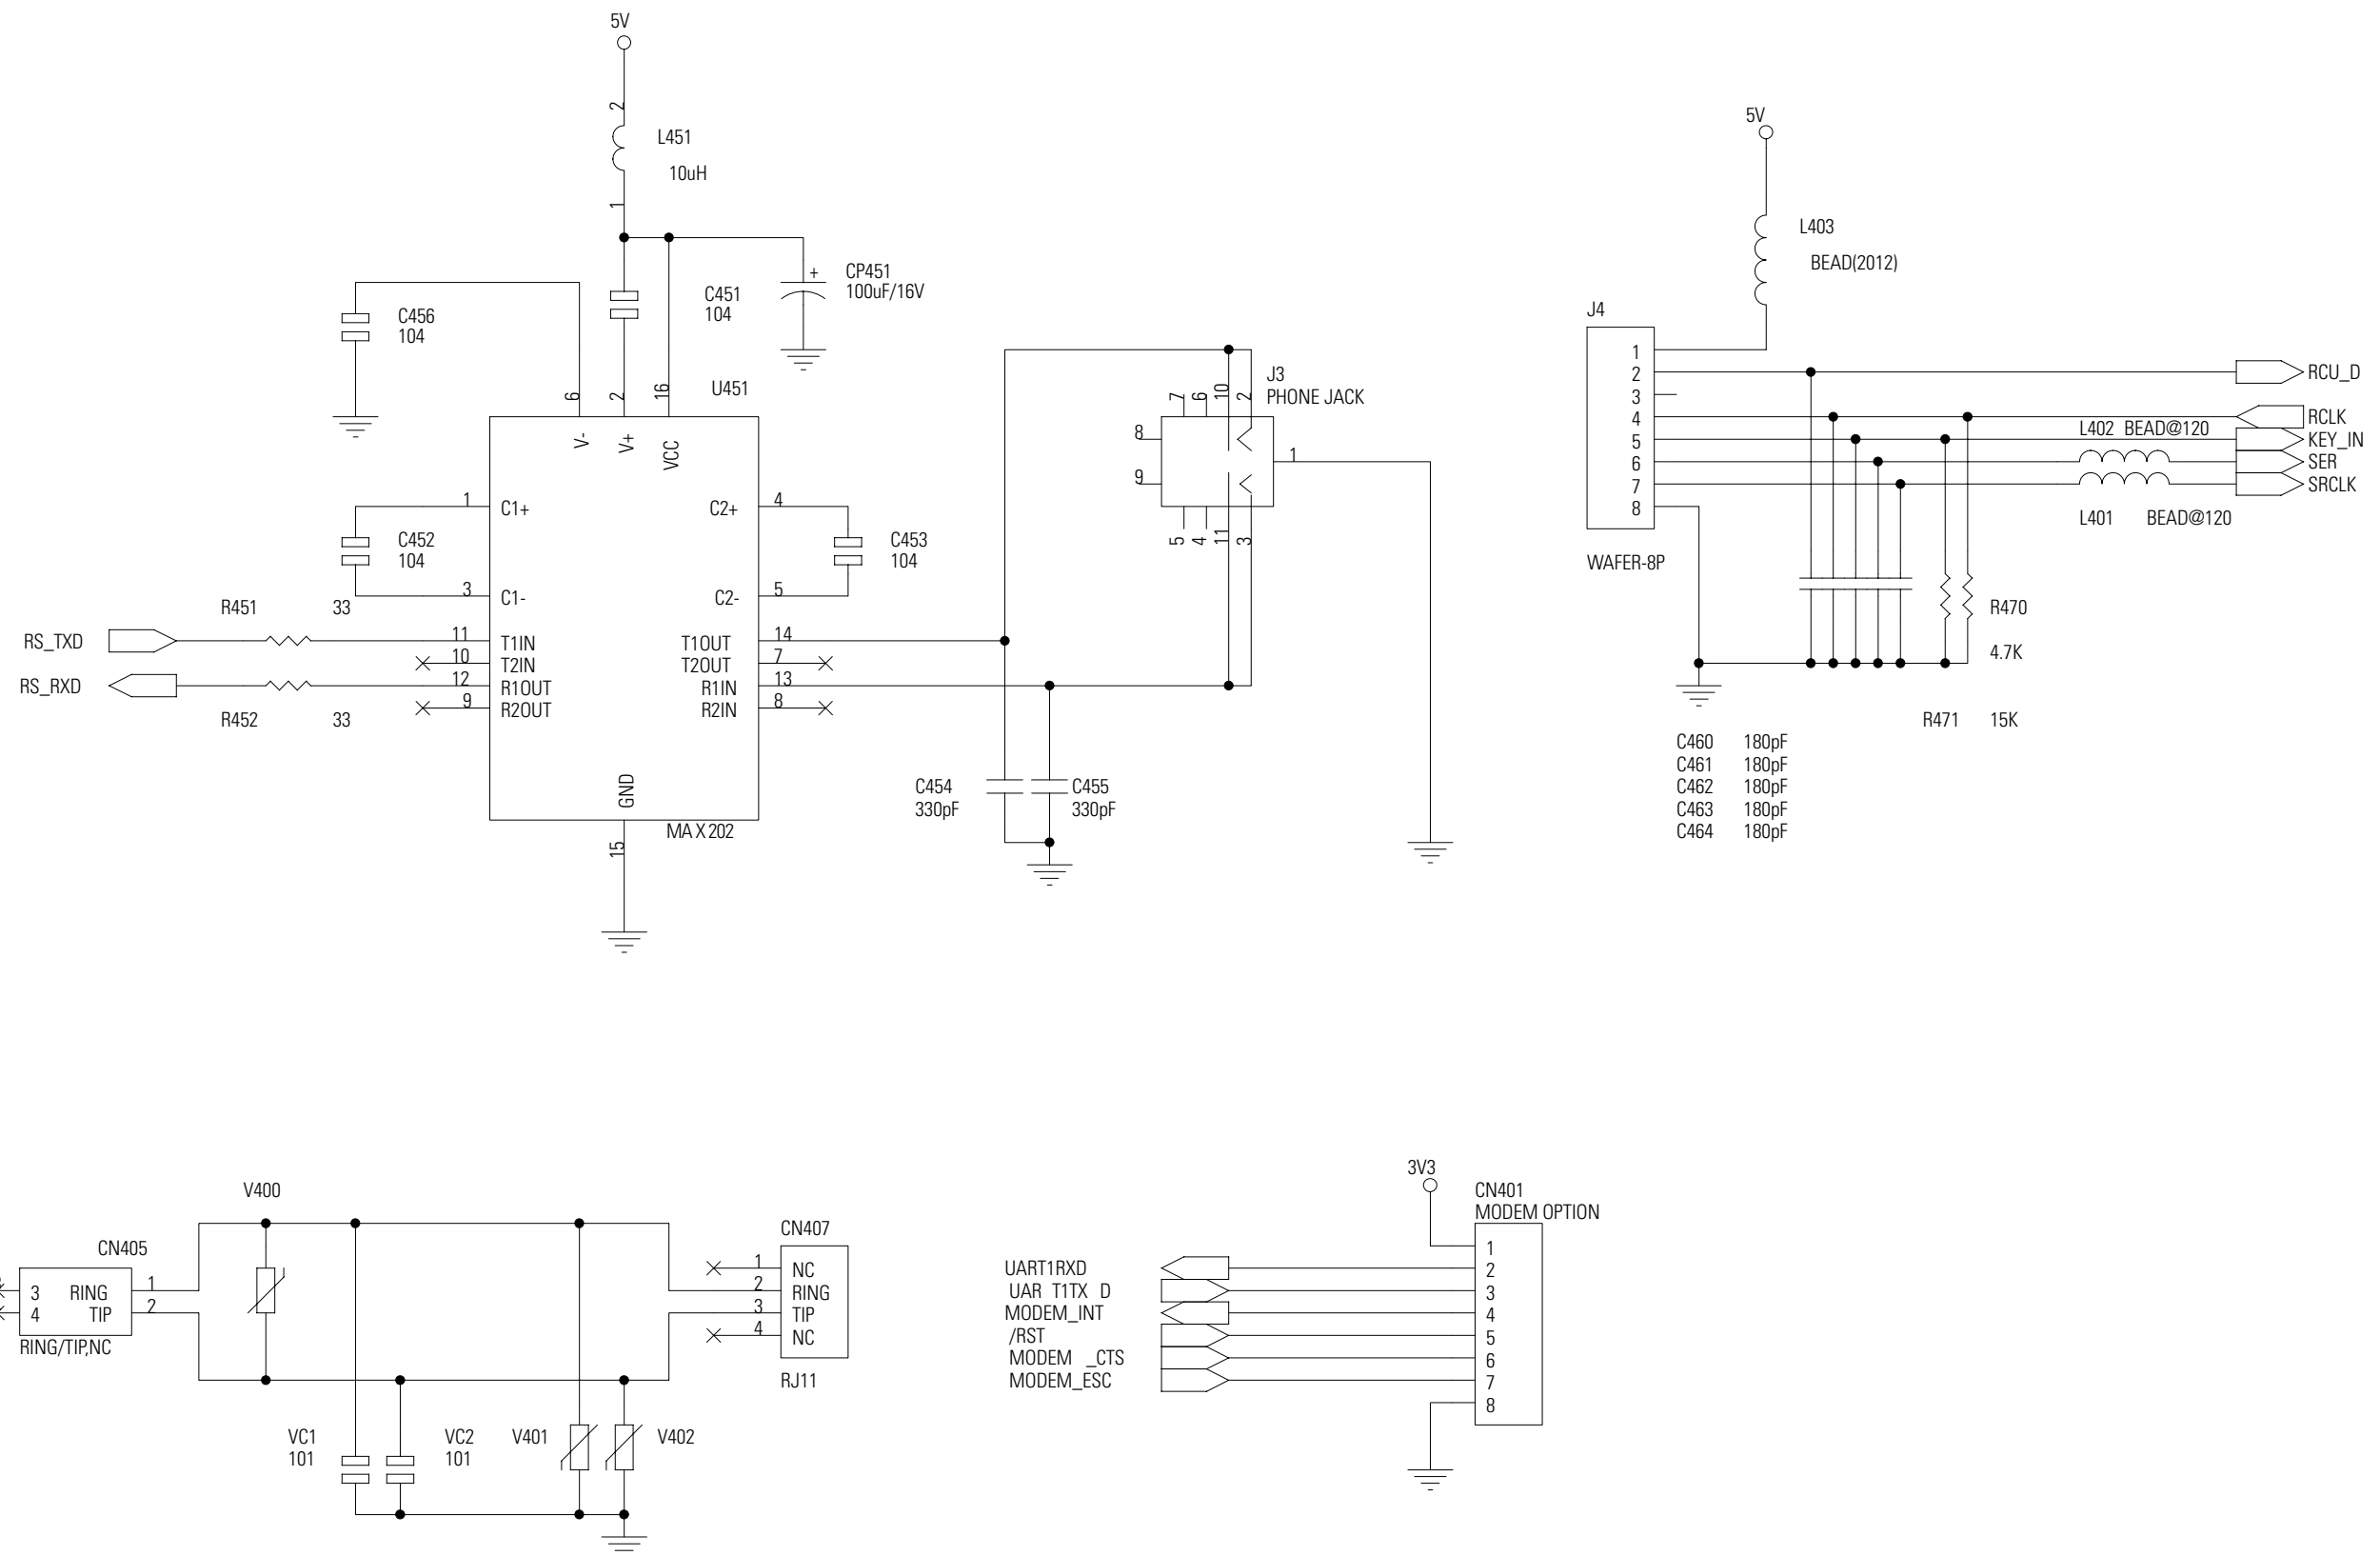 5V
2
L451
10uH
1
C456
104
C451
104
+
CP451
100uF/16V
6
2
16
U451
V-
V+
VCC
1
C1+
C2+
4
C452
104
C453
104
3
C1-
C2-
5
R451 33
RS_TXD
11
T1IN
T1OUT
14
10
T2IN
T2OUT
7
RS_RXD
12
R1OUT
R1IN
13
9
R2OUT
R2IN
8
R452 33
GND
MAX202
15
C454
330pF
C455
330pF
J3
PHONE JACK
7
6
10
2
8
9
1
5
4
11
3
5V
L403
BEAD(2012)
J4
1
2
3
4
5
6
7
8
WAFER-8P
RCU_D
RCLK
L402 BEAD@120
KEY_IN
SER
SRCLK
L401 BEAD@120
R470
4.7K
R471 15K
C460 180pF
C461 180pF
C462 180pF
C463 180pF
C464 180pF
V400
CN405
3 RING 1
4 TIP 2
RING/TIP,NC
CN407
1 NC
2 RING
3 TIP
4 NC
RJ11
VC1
101
VC2
101
V401
V402
3V3
CN401
MODEM OPTION
1
UART1RXD 2
UAR T1TX D 3
MODEM_INT 4
/RST 5
MODEM _CTS 6
MODEM_ESC 7
8